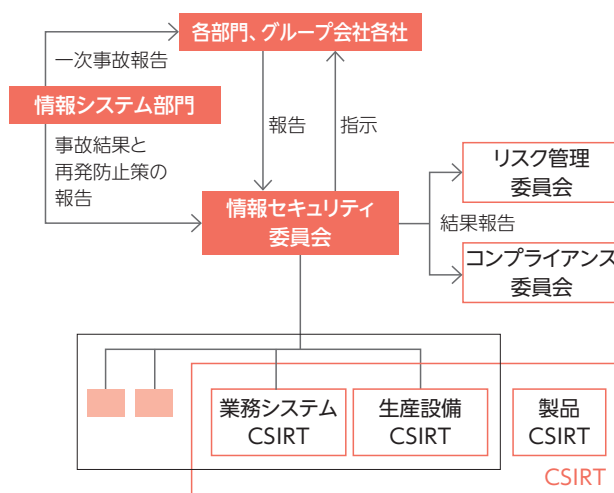 各部門、グループ会社各社
一次事故報告
情報システム部門
事故結果と
再発防止策の
報告
報告
指示
情報セキュリティ
委員会
結果報告
リスク管理
委員会
コンプライアンス
委員会
業務システム
CSIRT
生産設備
CSIRT
製品
CSIRT
CSIRT